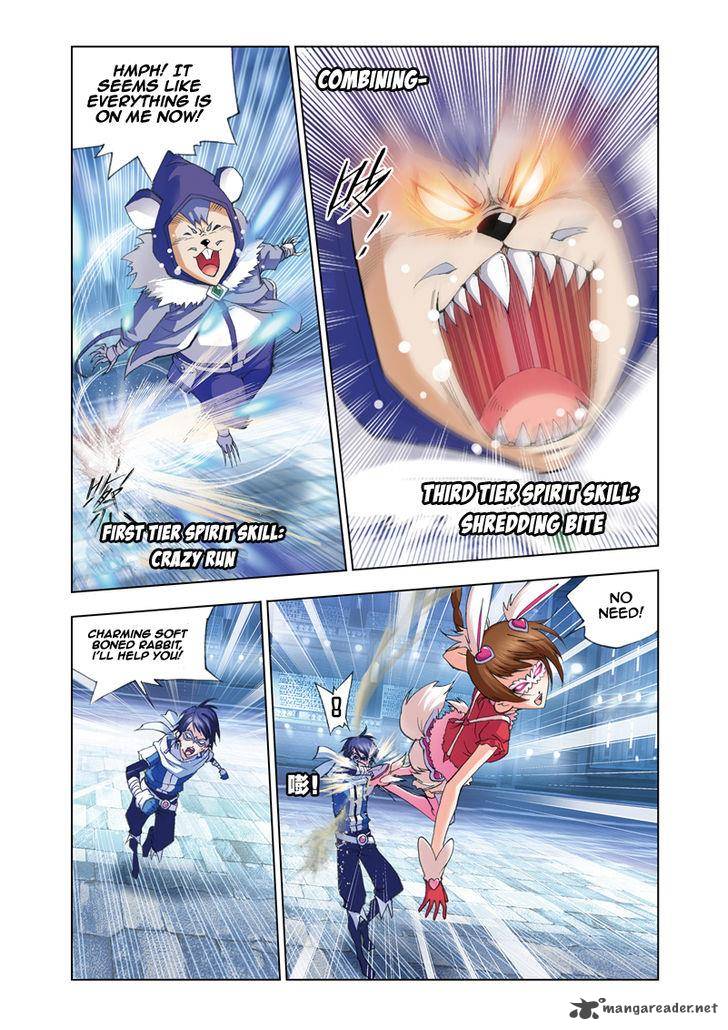 HMPH! IT
SEEMS LIKE
EVERYTHING IS
ON ME NOW!
FIRST TIER SPIRIT SKILL:
CRAZY RUN
COMBINING-
THIRD TIER SPIRIT SKILL:
SHREDDING BITE
CHARMING SOFT
BONED RABBIT,
I'LL HELP YOU!
NO
NEED!
!
嘭!
mangareader.net